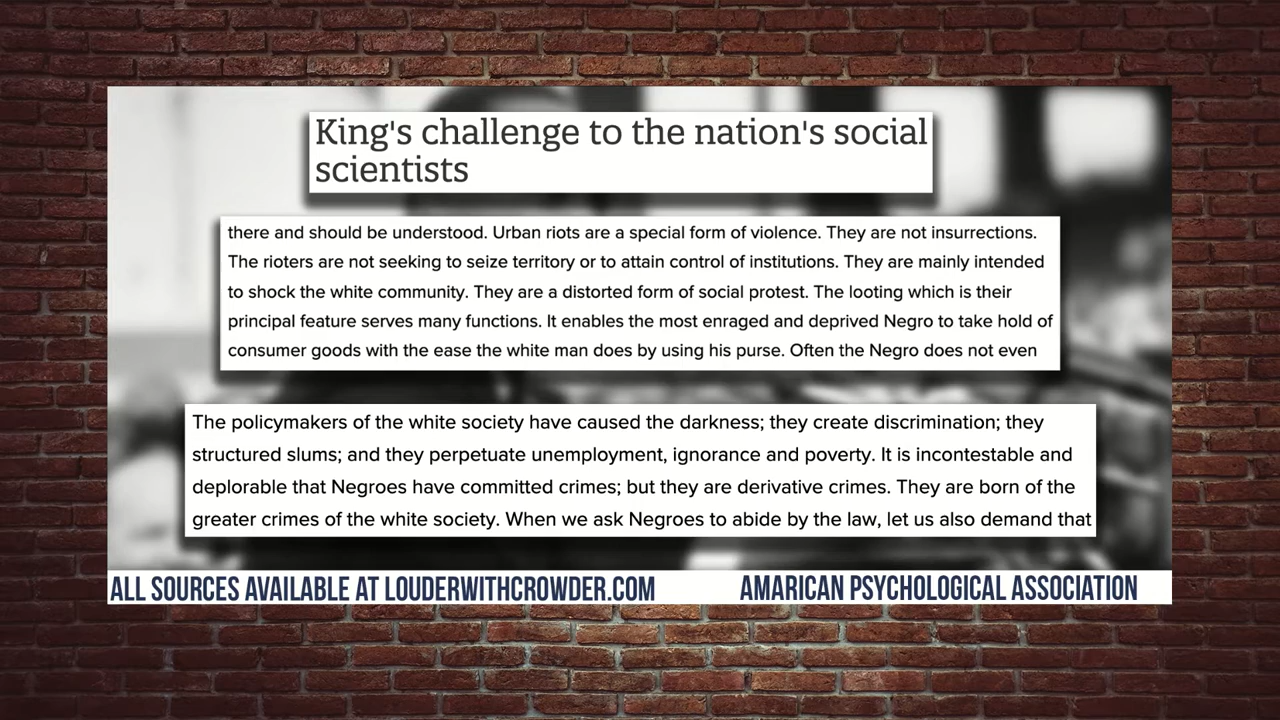 King's challenge to the nation's social
scientists
there and should be understood. Urban riots are a special form of violence. They are not insurrections.
The rioters are not seeking to seize territory or to attain control of institutions. They are mainly intended
to shock the white community. They are a distorted form of social protest. The looting which is their
principal feature serves many functions. It enables the most enraged and deprived Negro to take hold of
consumer goods with the ease the white man does by using his purse. Often the Negro does not even
The policymakers of the white society have caused the darkness; they create discrimination; they
structured slums; and they perpetuate unemployment, ignorance and poverty. It is incontestable and
deplorable that Negroes have committed crimes; but they are derivative crimes. They are born of the
greater crimes of the white society. When we ask Negroes to abide by the law, let us also demand that
ALL SOURCES AVAILABLE AT LOUDERWITHCROWDER.COM
AMARICAN PSYCHOLOGICAL ASSOCIATION